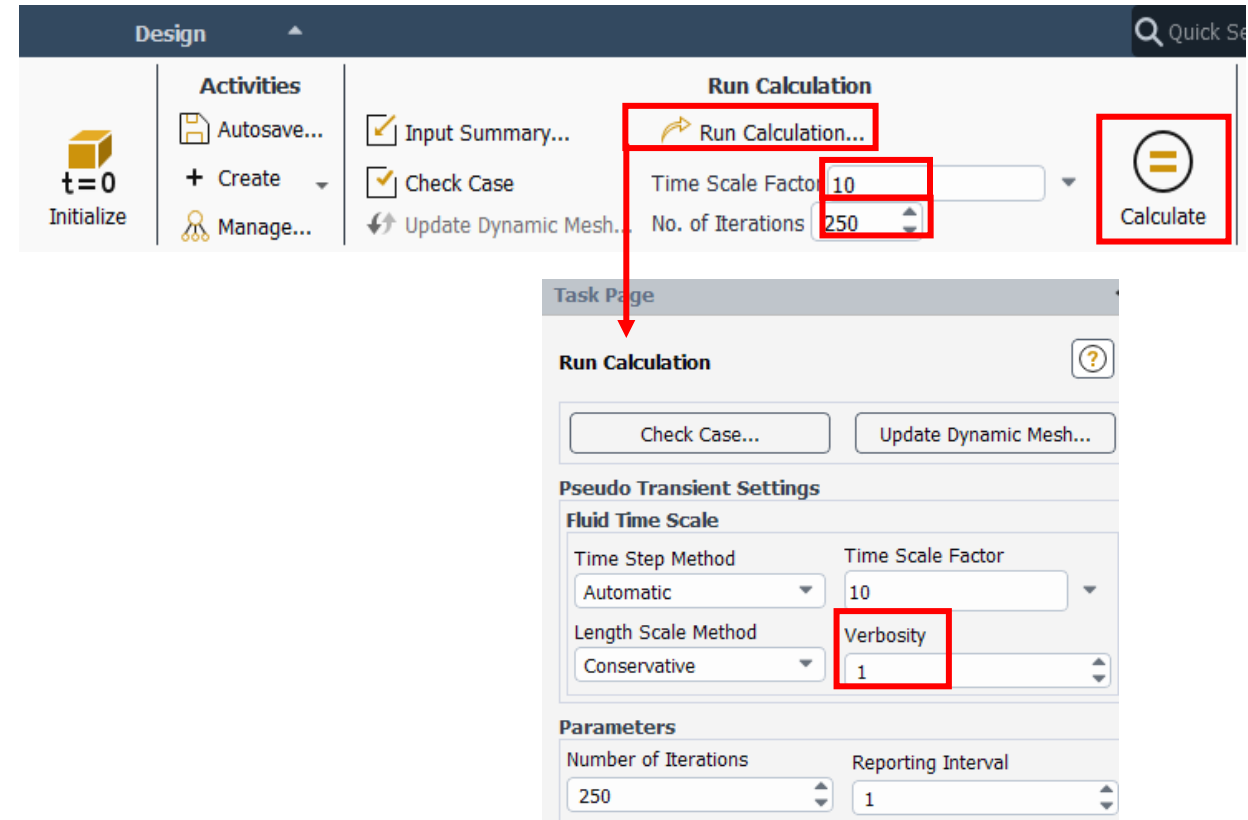 Design
Quick Se
Activities
Run Calculation
Autosave...
Input Summary...
Run Calculation...
t=0
Initialize
+ Create
Check Case
Time Scale Factor 10
Calculate
Manage...
Update Dynamic Mesh...
No. of Iterations 250
Task Page
Run Calculation
?
Check Case...
Update Dynamic Mesh...
Pseudo Transient Settings
Fluid Time Scale
Time Step Method
Time Scale Factor
Automatic
10
Length Scale Method
Verbosity
Conservative
1
Parameters
Number of Iterations
Reporting Interval
250
1